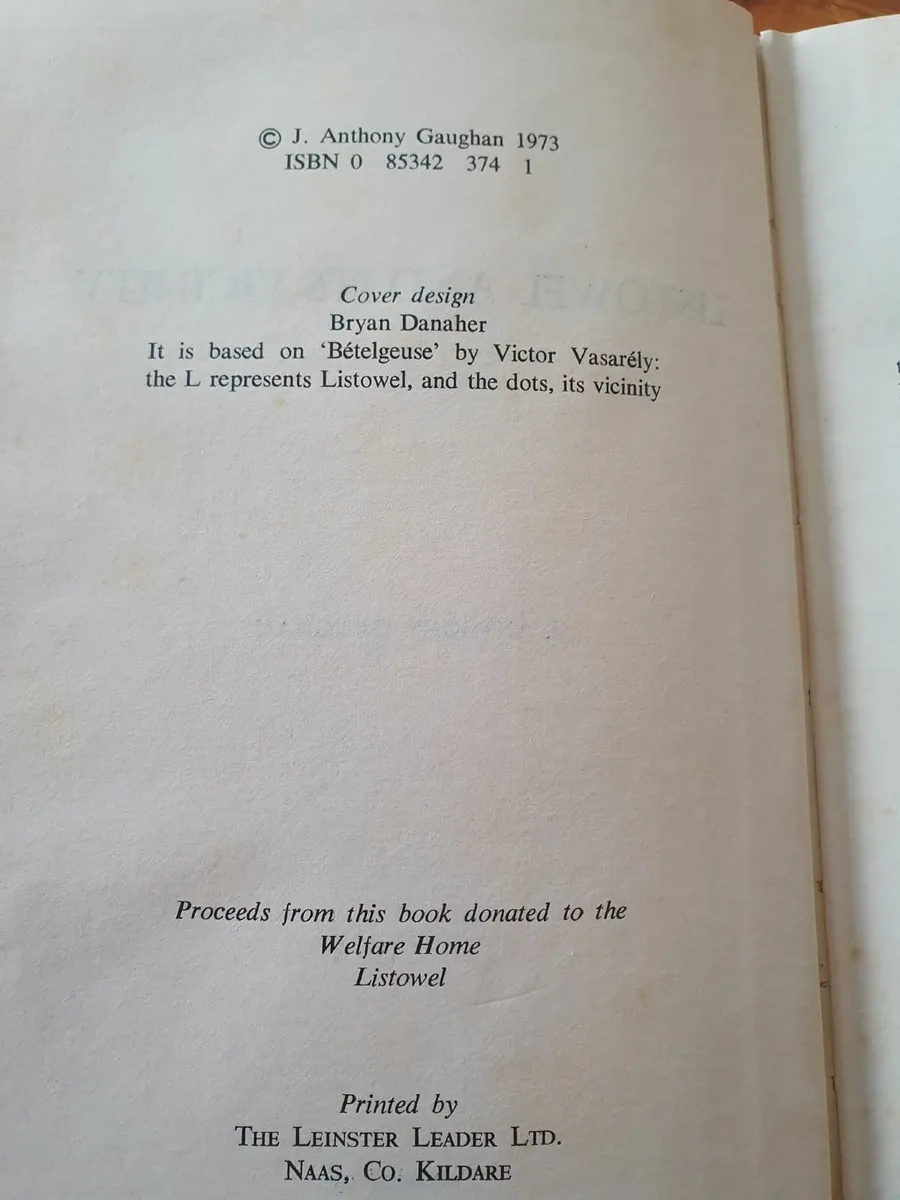 © J. Anthony Gaughan 1973
ISBN 0 85342 374 1
Cover design
Bryan Danaher
It is based on ‘Bételgeuse’ by Victor Vasarély:
the L represents Listowel, and the dots, its vicinity
Proceeds from this book donated to the
Welfare Home
Listowel
Printed by
THE LEINSTER LEADER LTD.
NAAS, CO. KILDARE